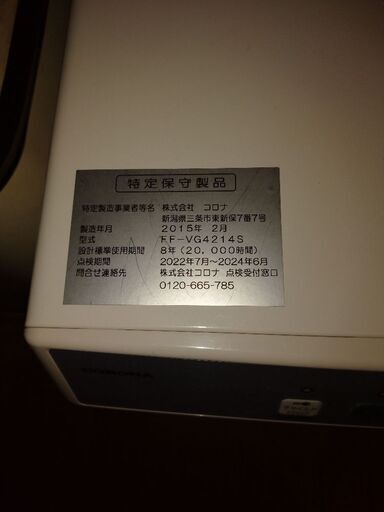 特定保守製品
特定製造事業者等名 株式会社 コロナ
新潟県三条市東新保7番7号
製造年月 2015年 2月
型式 FF-VG4214S
設計標準使用期間 8年(20,000時間)
点検期間 2022年7月~2024年6月
問合せ連絡先 株式会社コロナ 点検受付窓口
0120-665-785
CORONA